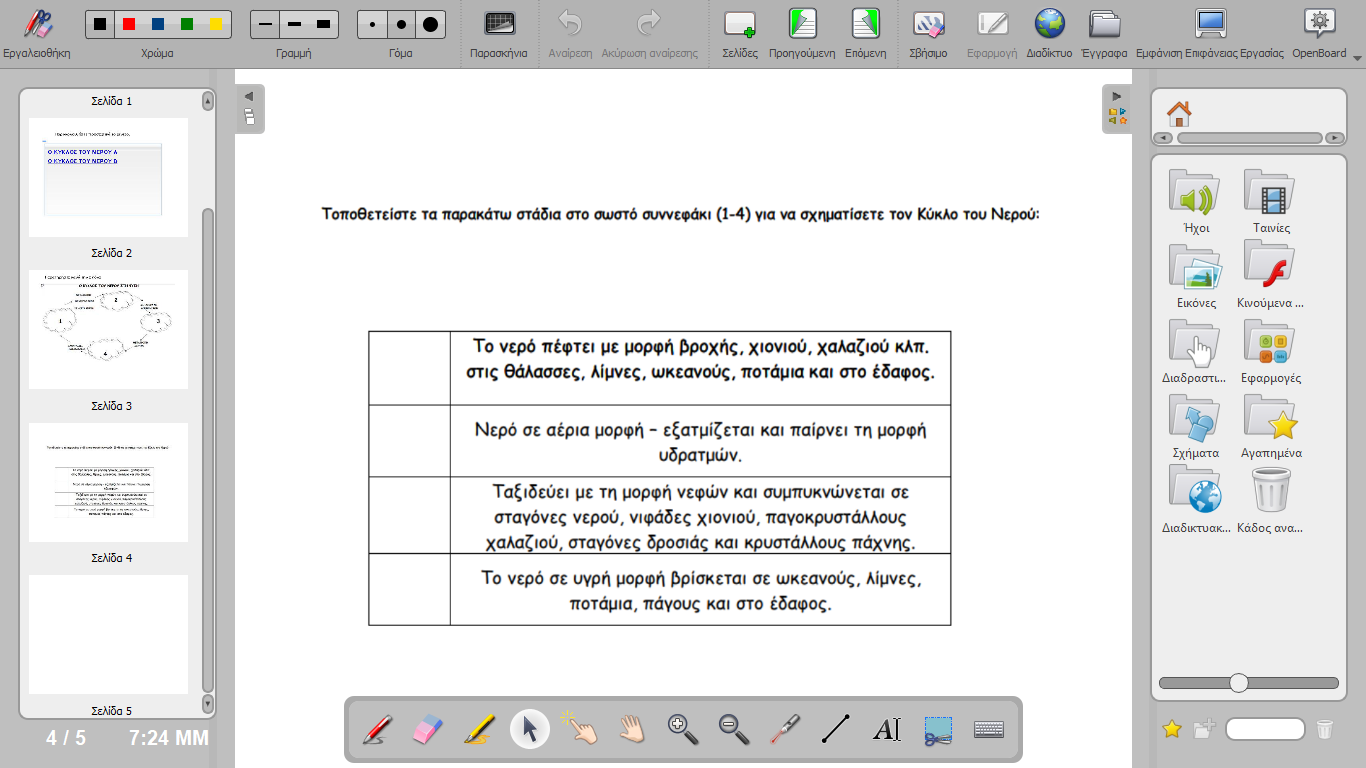 Εργαλειοθήκη
Χρώμα
Γραμμή
Γόμα
Παρασκήνια
Αναίρεση
Ακύρωση αναίρεσης
Σελίδες
Προηγούμενη
Επόμενη
Σβήσιμο
Εφαρμογή
Διαδίκτυο
Έγγραφα
Εμφάνιση Επιφάνειας Εργασίας
OpenBoard
Σελίδα 1
Ο ΚΥΚΛΟΣ ΤΟΥ ΝΕΡΟΥ Α
Ο ΚΥΚΛΟΣ ΤΟΥ ΝΕΡΟΥ Β
Σελίδα 2
1
2
3
4
Σελίδα 3
Σελίδα 4
Σελίδα 5
4 / 5
7:24 ΜΜ
Τοποθετείστε τα παρακάτω στάδια στο σωστό συννεφάκι (1-4) για να σχηματίσετε τον Κύκλο του Νερού:
Το νερό πέφτει με μορφή βροχής, χιονιού, χαλαζιού κλπ.
στις θάλασσες, λίμνες, ωκεανούς, ποτάμια και στο έδαφος.
Νερό σε αέρια μορφή – εξατμίζεται και παίρνει τη μορφή
υδρατμών.
Ταξιδεύει με τη μορφή νεφών και συμπυκνώνεται σε
σταγόνες νερού, νιφάδες χιονιού, παγοκρυστάλλους
χαλαζιού, σταγόνες δροσιάς και κρυστάλλους πάχνης.
Το νερό σε υγρή μορφή βρίσκεται σε ωκεανούς, λίμνες,
ποτάμια, πάγους και στο έδαφος.
Ήχοι
Ταινίες
Εικόνες
Κινούμενα ...
Διαδραστι...
Εφαρμογές
Σχήματα
Αγαπημένα
Διαδικτυακ...
Κάδος ανα...